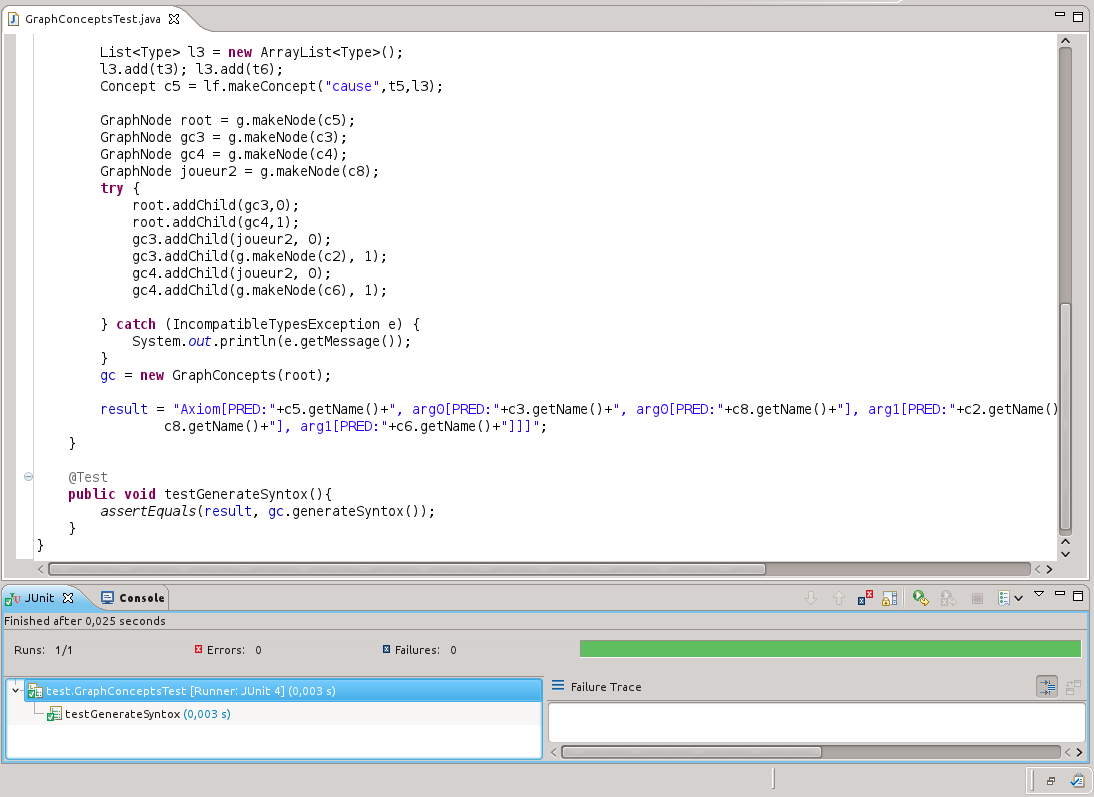 GraphConceptsTest.java
List<Type> l3 = new ArrayList<Type>();
l3.add(t3); l3.add(t6);
Concept c5 = lf.makeConcept("cause",t5,l3);
GraphNode root = g.makeNode(c5);
GraphNode gc3 = g.makeNode(c3);
GraphNode gc4 = g.makeNode(c4);
GraphNode joueur2 = g.makeNode(c8);
try {
root.addChild(gc3,0);
root.addChild(gc4,1);
gc3.addChild(joueur2, 0);
gc3.addChild(g.makeNode(c2), 1);
gc4.addChild(joueur2, 0);
gc4.addChild(g.makeNode(c6), 1);
} catch (IncompatibleTypesException e) {
System.out.println(e.getMessage());
}
gc = new GraphConcepts(root);
result = "Axiom[PRED:"+c5.getName()+", arg0[PRED:"+c3.getName()+", arg0[PRED:"+c8.getName()+"], arg1[PRED:"+c2.getName()
c8.getName()+"], arg1[PRED:"+c6.getName()+"]]]";
}
@Test
public void testGenerateSyntox(){
assertEquals(result, gc.generateSyntox());
}
}
JUnit Console
Finished after 0,025 seconds
Runs: 1/1 Errors: 0 Failures: 0
test.GraphConceptsTest [Runner: JUnit 4] (0,003 s)
Failure Trace
testGenerateSyntox (0,003 s)